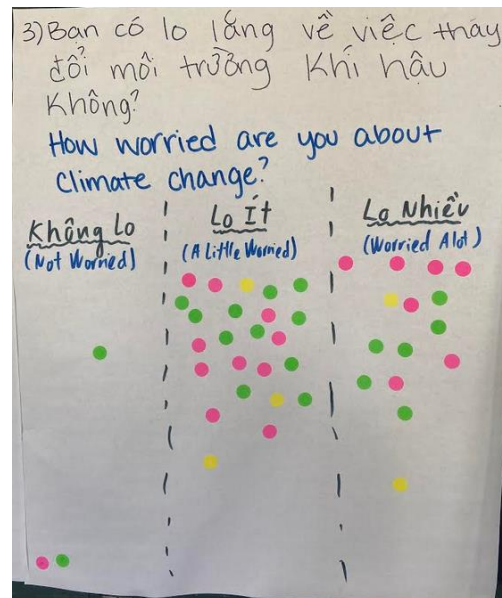 3) Bạn có lo lắng về việc thay
đổi môi trường Khí hậu
Không?
How worried are you about
Climate change?
Không Lo
(Not Worried)
Lo Ít
(A Little Worried)
Lo Nhiều
(Worried A lot)